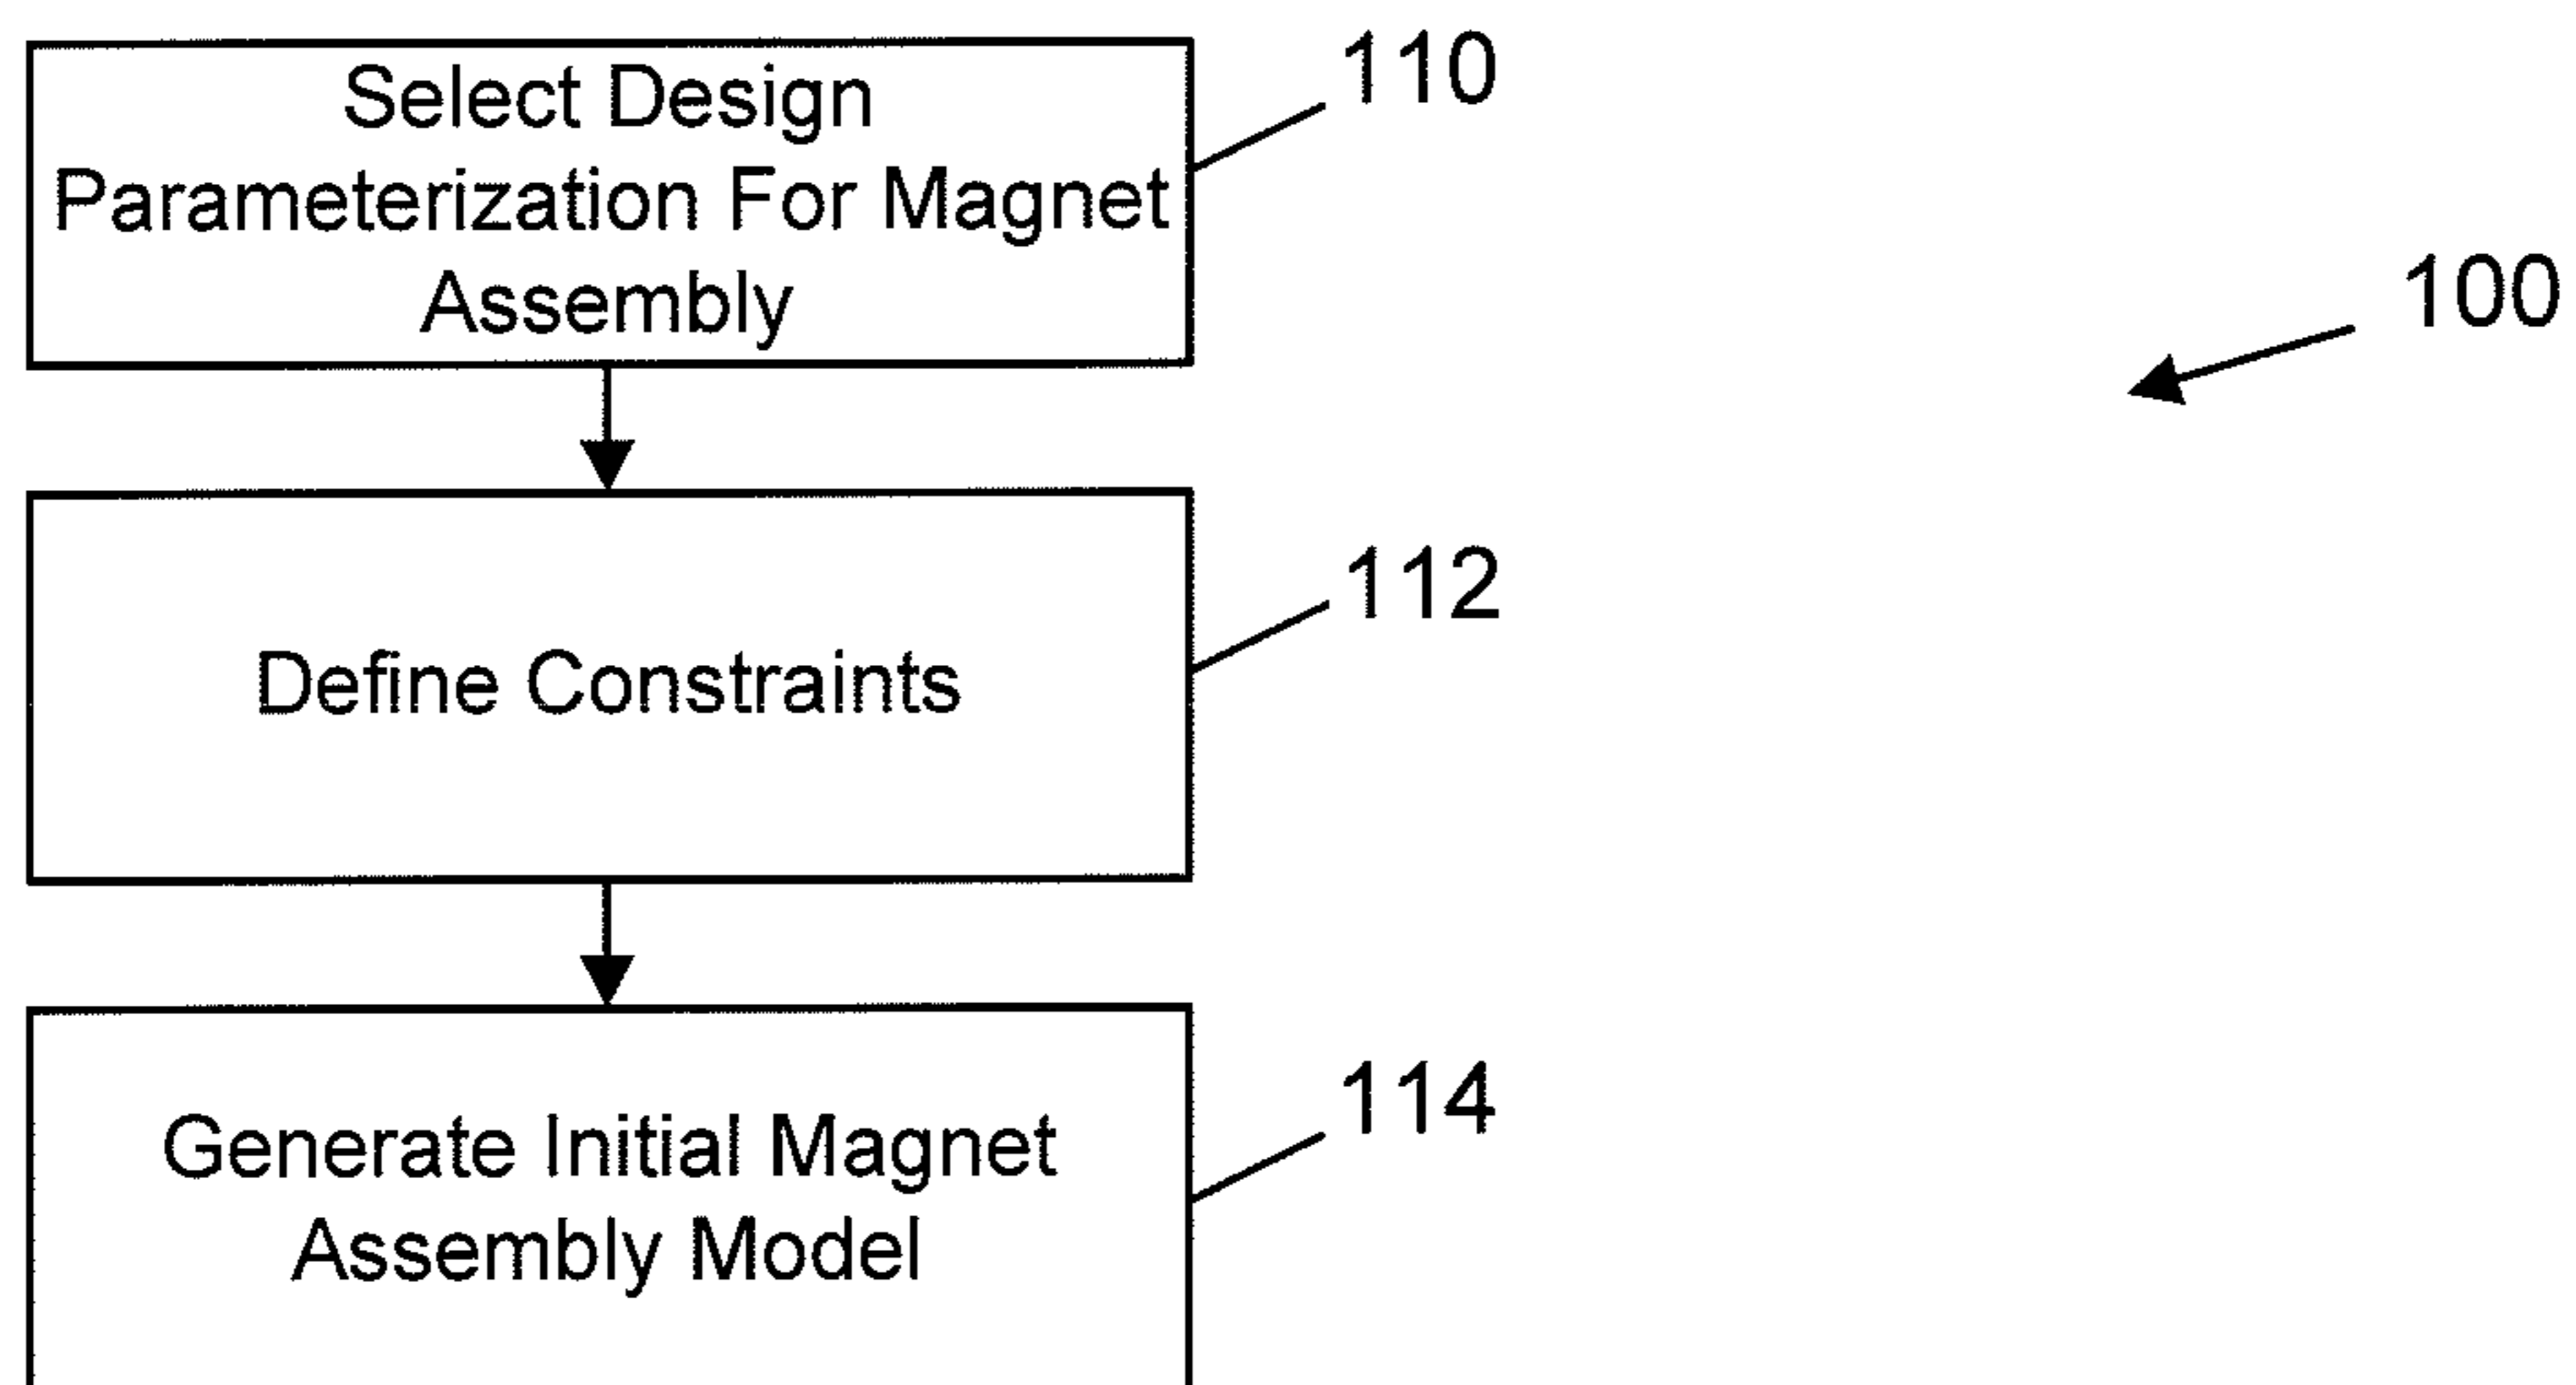 Select Design
Parameterization For Magnet
Assembly
110
100
Define Constraints
112
Generate Initial Magnet
Assembly Model
114